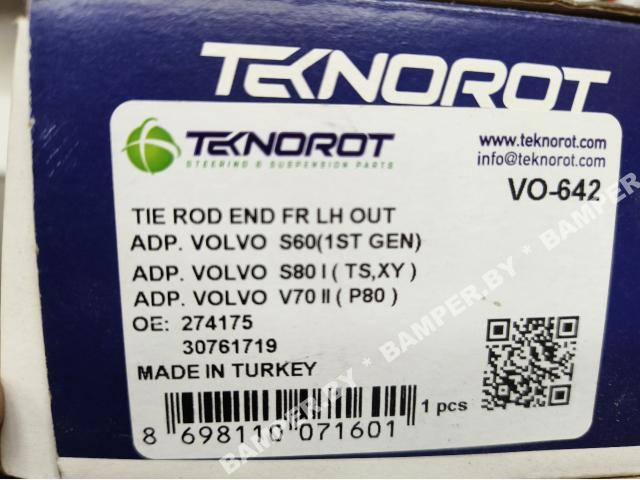 TEKNOROT
TEKNOROT
STEERING & SUSPENSION PARTS
www.teknorot.com
info@teknorot.com
VO-642
TIE ROD END FR LH OUT
ADP. VOLVO S60(1ST GEN)
ADP. VOLVO S80 I ( TS,XY )
ADP. VOLVO V70 II ( P80 )
OE: 274175
30761719
MADE IN TURKEY
1 pcs
8 698110 071601
BAMPER.BY * BAMPER.BY * BAMPER.BY